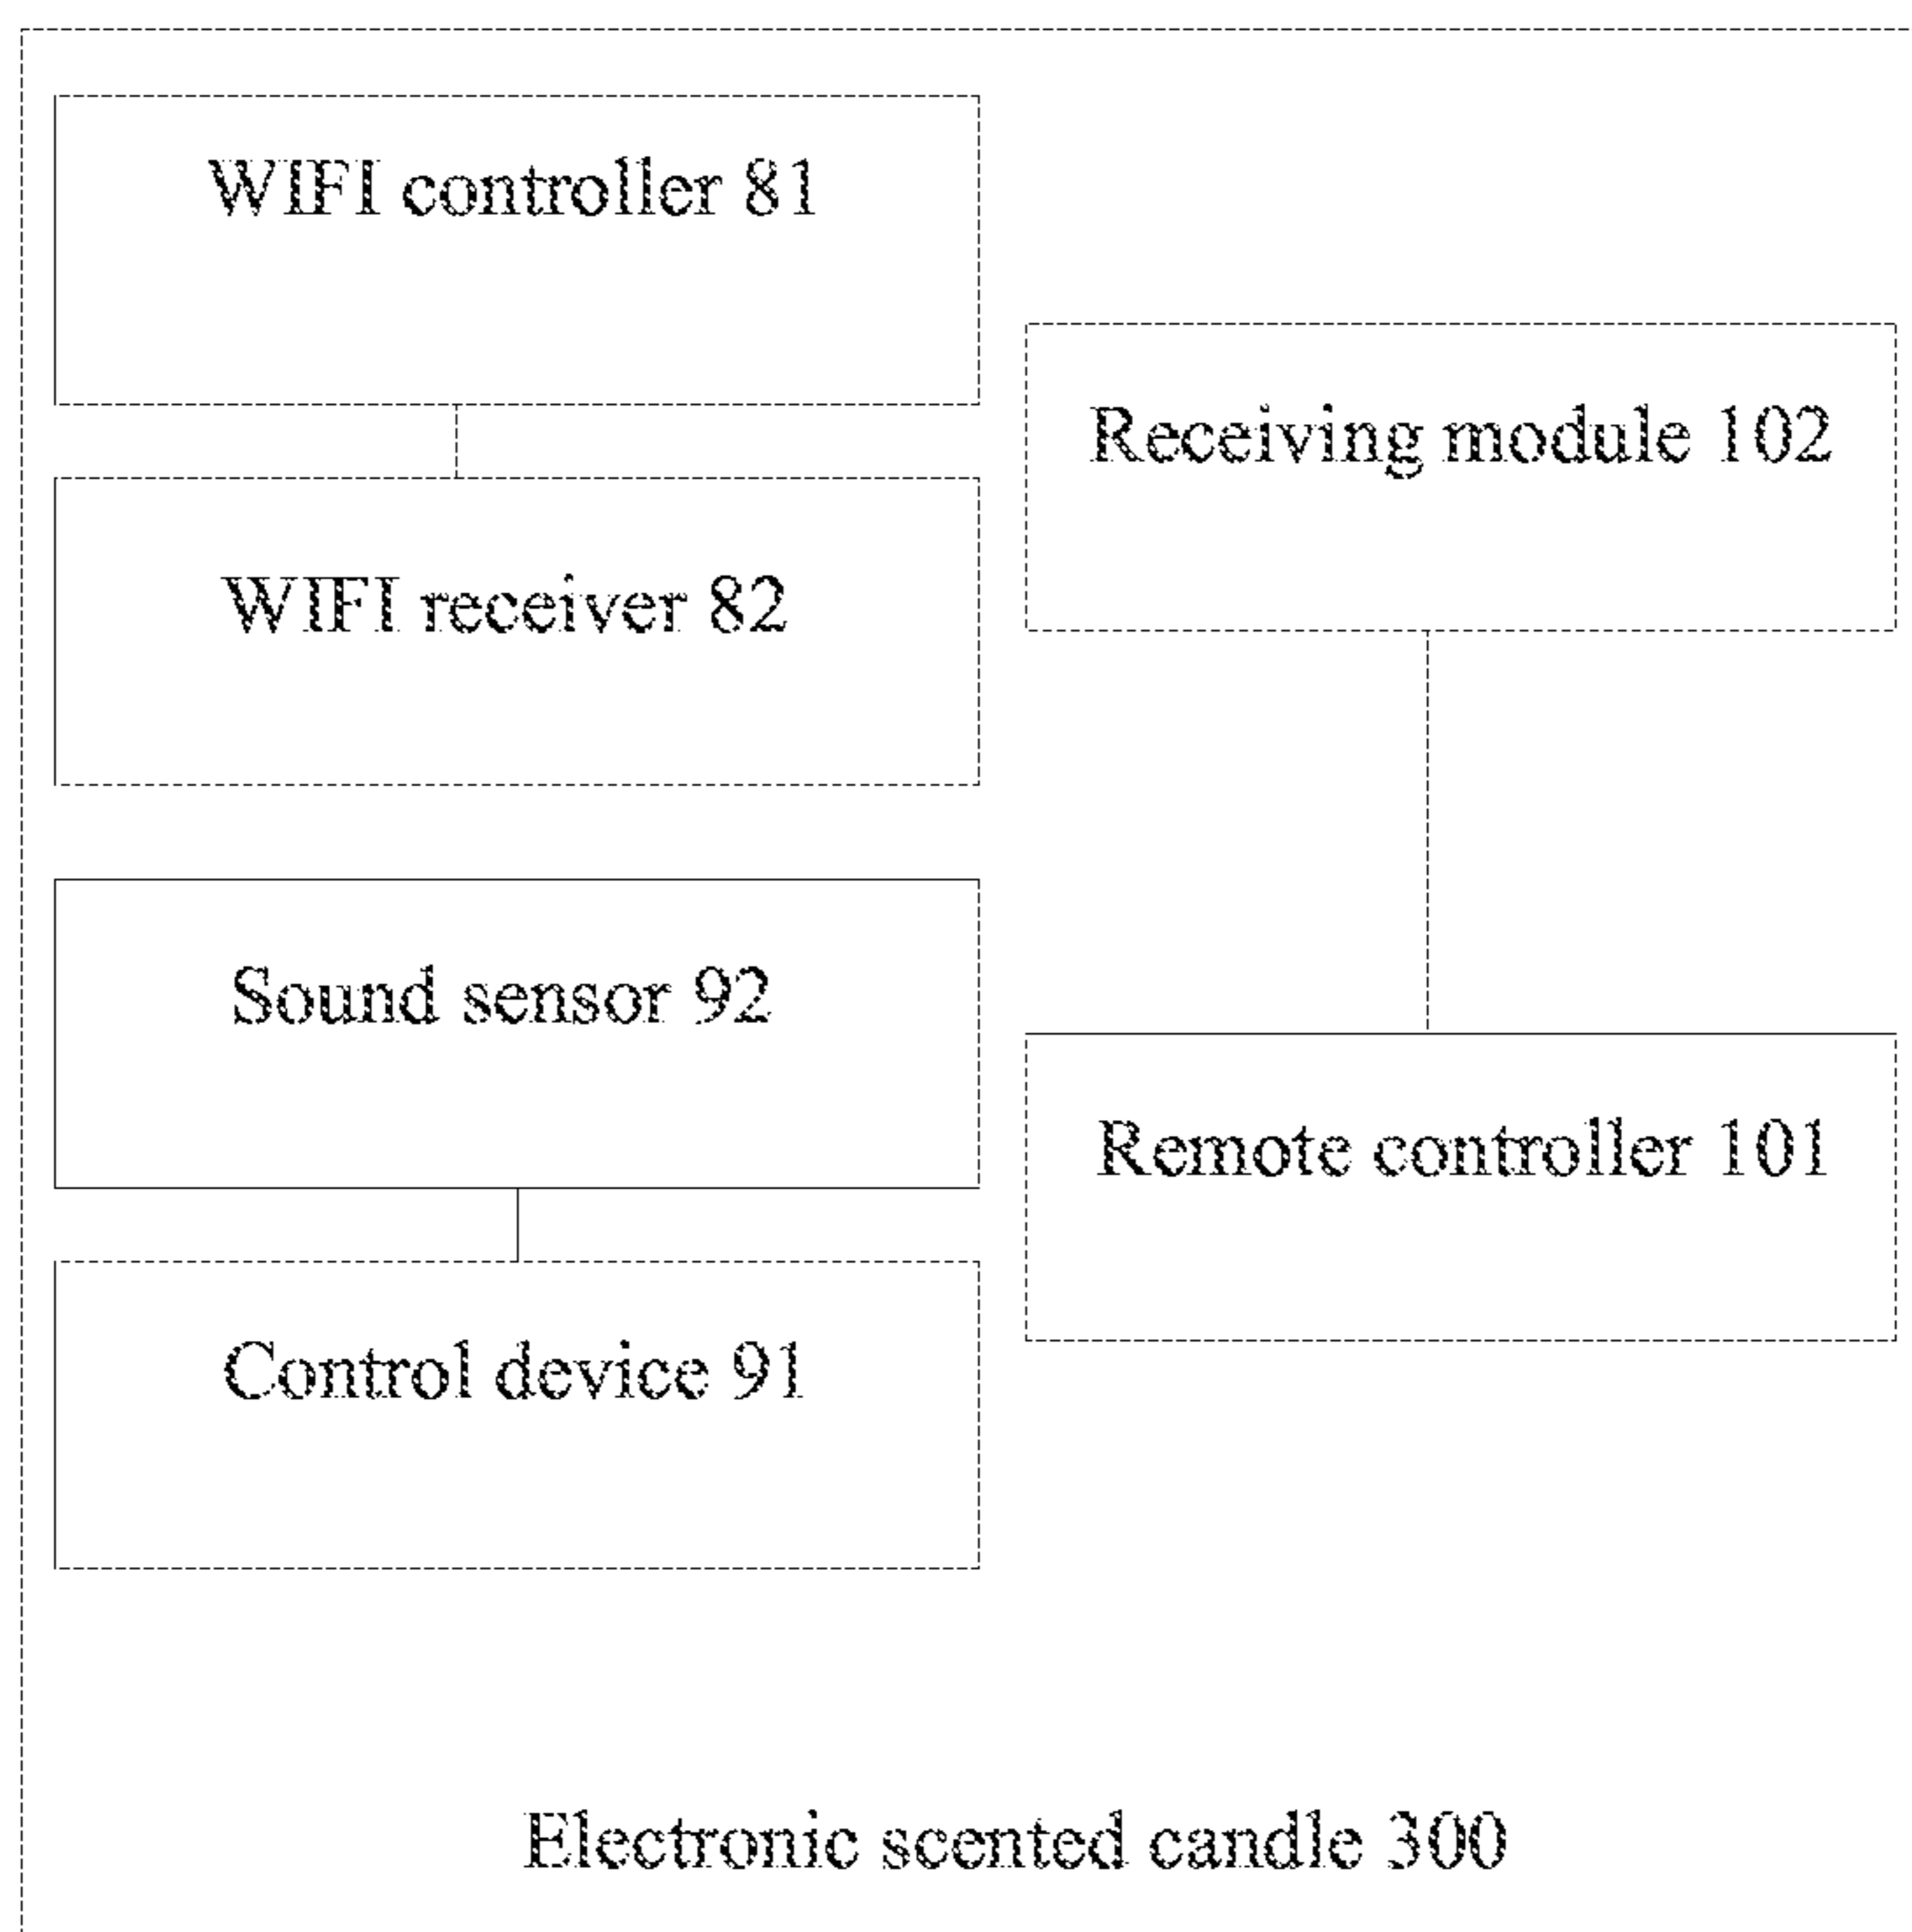 WIFI controller 81
WIFI receiver 82
Sound sensor 92
Control device 91
Receiving module 102
Remote controller 101
Electronic scented candle 300